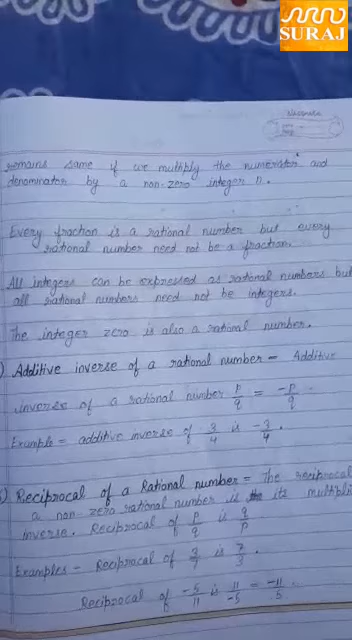 SURAJ
remains same if we multiply the numerator and
denominator by a non-zero integer n.
Every fraction is a rational number but every
rational number need not be a fraction.
All integers can be expressed as rational numbers but
all rational numbers need not be integers.
The integer zero is also a rational number.
) Additive inverse of a rational number = Additive
inverse of a rational number p/q = -p/q.
Example = additive inverse of 3/4 is -3/4.
) Reciprocal of a Rational number = The reciprocal
a non-zero rational number is its multipli
inverse. Reciprocal of p/q is q/p
Examples - Reciprocal of 3/7 is 7/3.
Reciprocal of -5/11 is 11/-5 = -11/5.